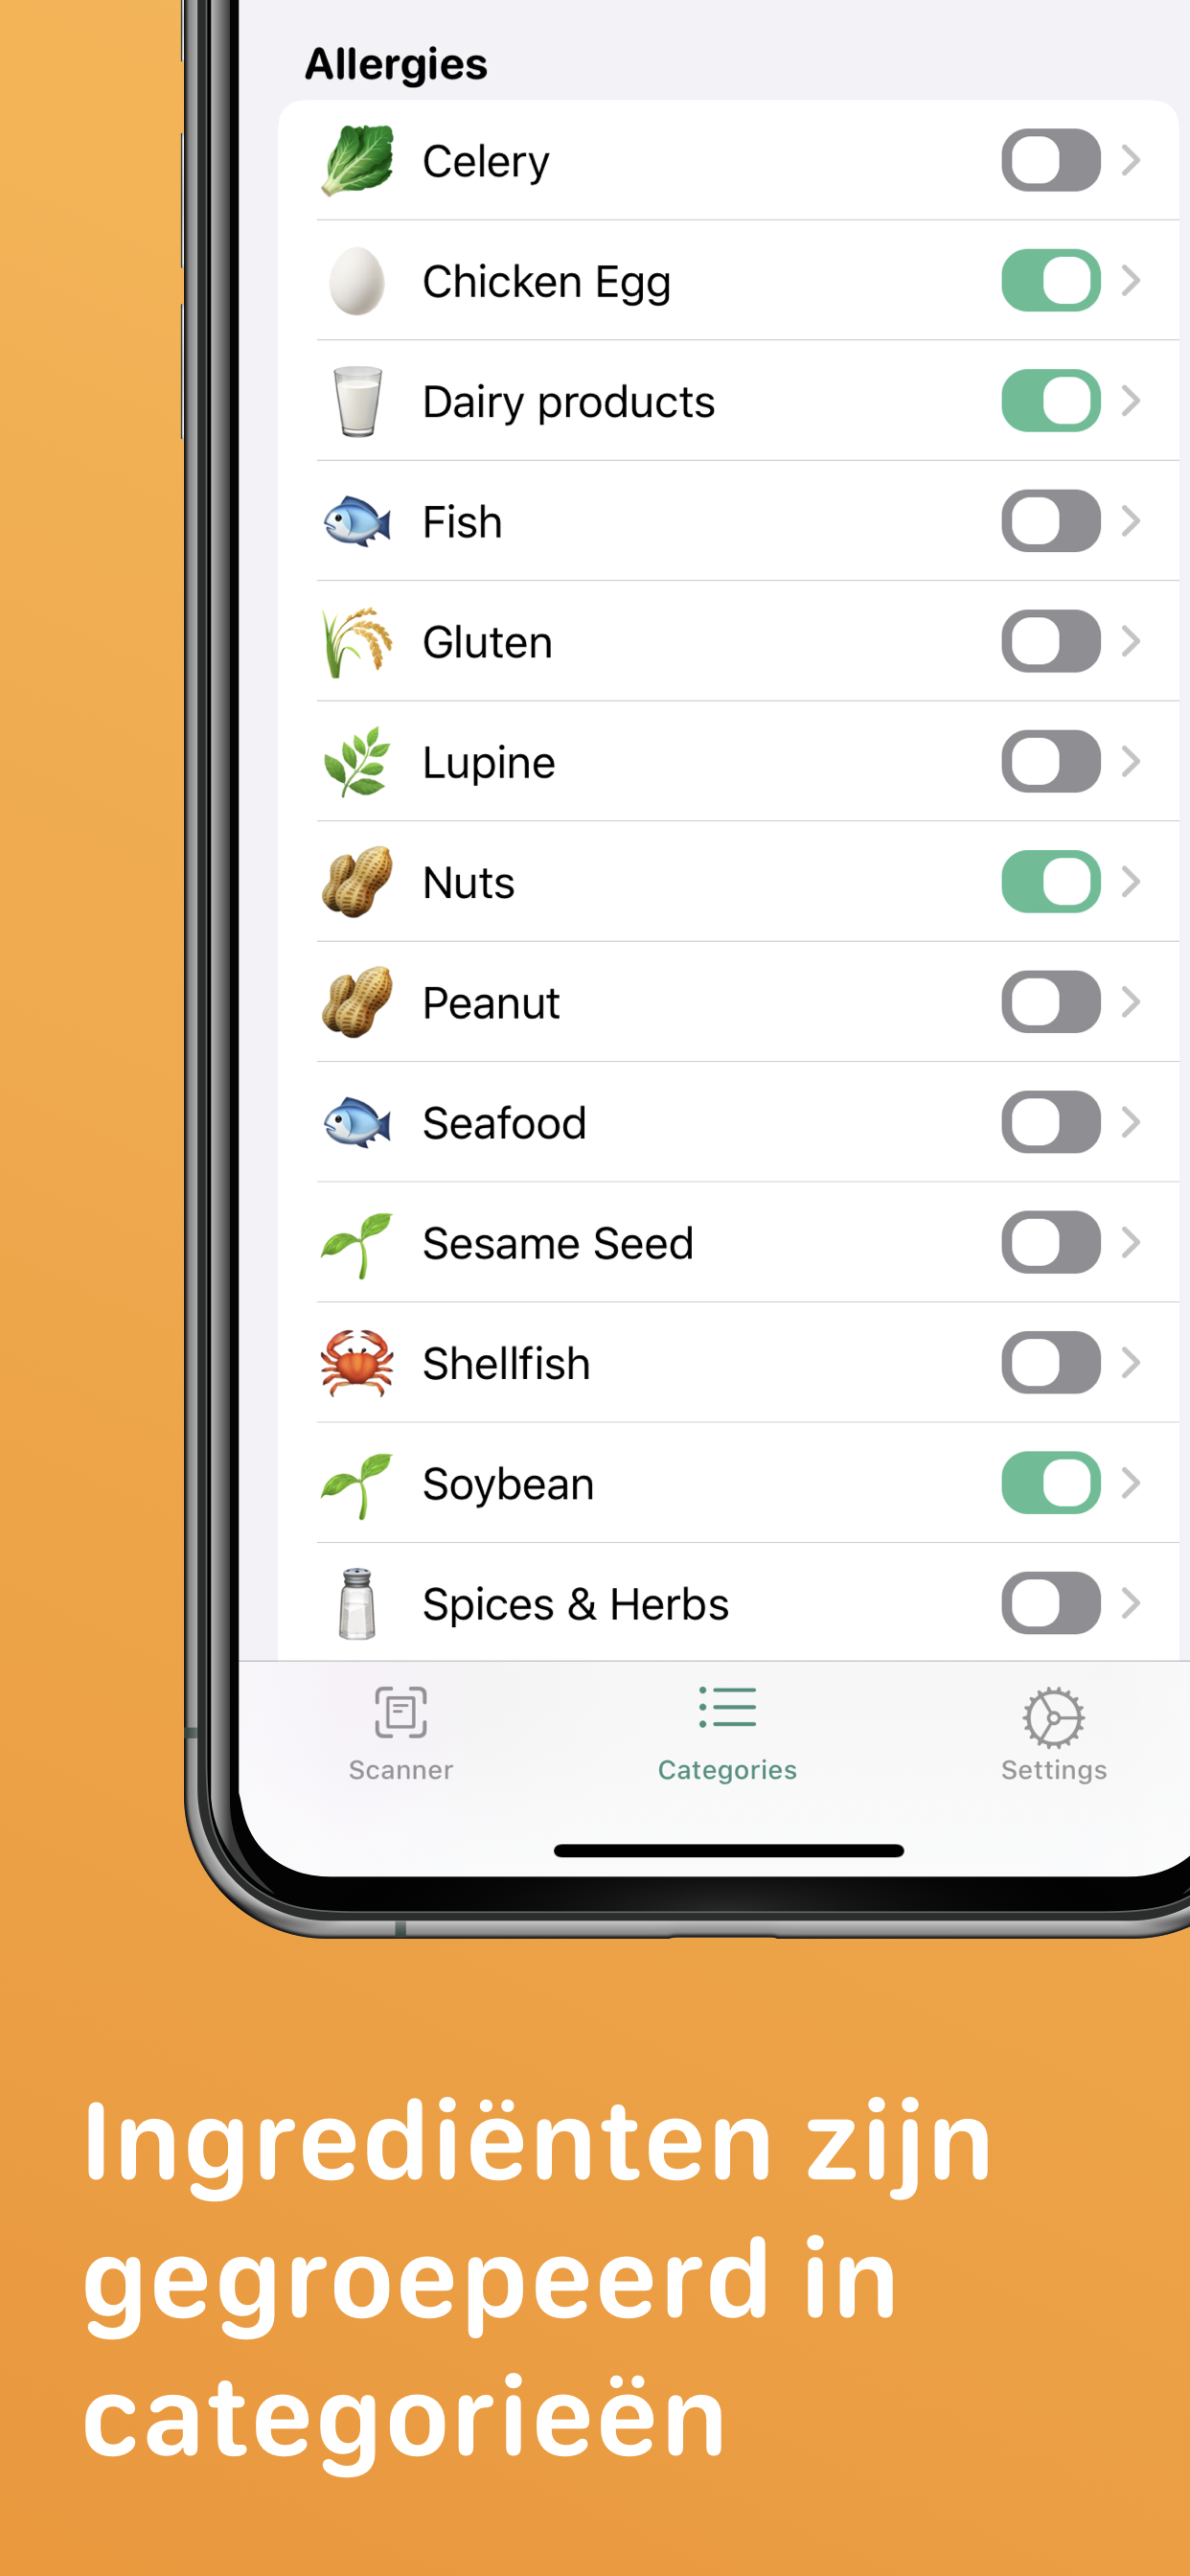 Allergies
Celery
Chicken Egg
Dairy products
Fish
Gluten
Lupine
Nuts
Peanut
Seafood
Sesame Seed
Shellfish
Soybean
Spices & Herbs
Scanner
Categories
Settings
Ingrediënten zijn
gegroepeerd in
categorieën